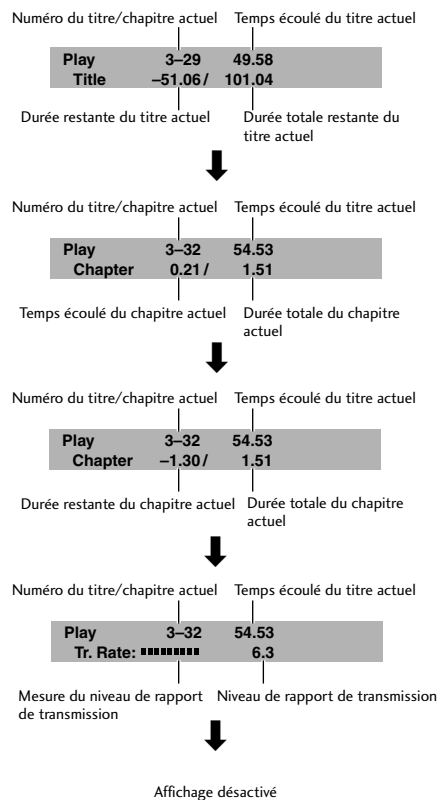 Numéro du titre/chapitre actuel Temps écoulé du titre actuel
Play 3–29 49.58
Title –51.06 / 101.04
Durée restante du titre actuel Durée totale restante du
titre actuel
Numéro du titre/chapitre actuel Temps écoulé du titre actuel
Play 3–32 54.53
Chapter 0.21 / 1.51
Temps écoulé du chapitre actuel Durée totale du chapitre
actuel
Numéro du titre/chapitre actuel Temps écoulé du titre actuel
Play 3–32 54.53
Chapter –1.30 / 1.51
Durée restante du chapitre actuel Durée totale du chapitre
actuel
Numéro du titre/chapitre actuel Temps écoulé du titre actuel
Play 3–32 54.53
Tr. Rate: 6.3
Mesure du niveau de rapport Niveau de rapport de transmission
de transmission
Affichage désactivé